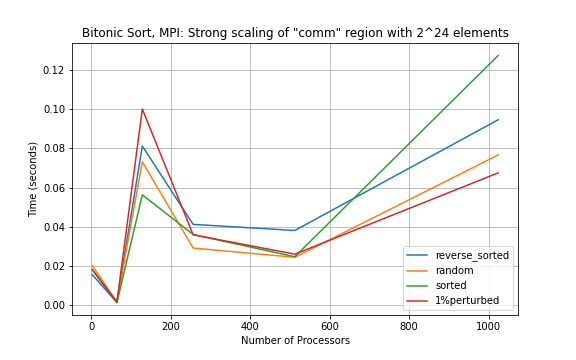 Bitonic Sort, MPI: Strong scaling of "comm" region with 2^24 elements
Time (seconds)
0.12
0.10
0.08
0.06
0.04
0.02
0.00
reverse_sorted
random
sorted
1%perturbed
0 200 400 600 800 1000
Number of Processors